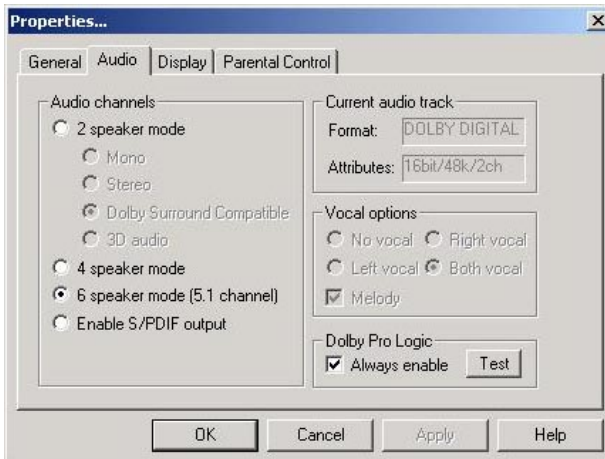 Properties...
General
Audio
Display
Parental Control
Audio channels
2 speaker mode
Mono
Stereo
Dolby Surround Compatible
3D audio
4 speaker mode
6 speaker mode (5.1 channel)
Enable S/PDIF output
Current audio track
Format: DOLBY DIGITAL
Attributes: 16bit/48k/2ch
Vocal options
No vocal Right vocal
Left vocal Both vocal
Melody
Dolby Pro Logic
Always enable Test
OK Cancel Apply Help